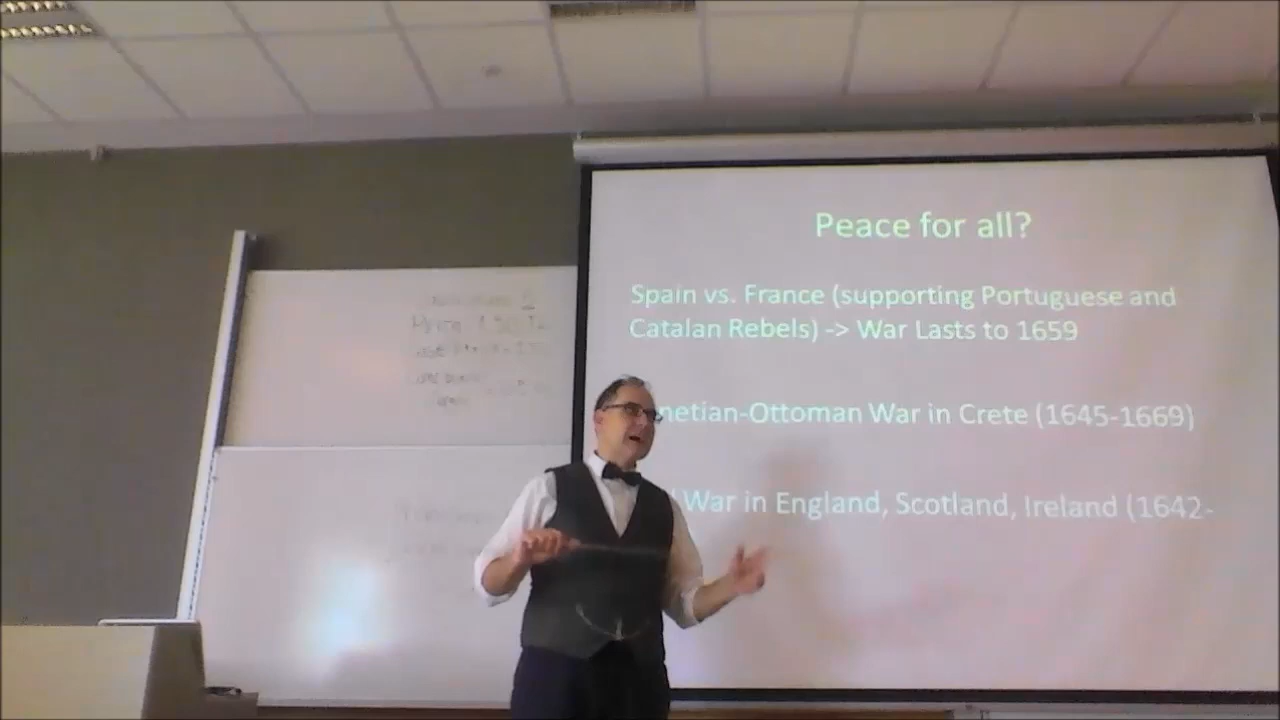 Peace for all?
Spain vs. France (supporting Portuguese and
Catalan Rebels) -> War Lasts to 1659
netian-Ottoman War in Crete (1645-1669)
War in England, Scotland, Ireland (1642-